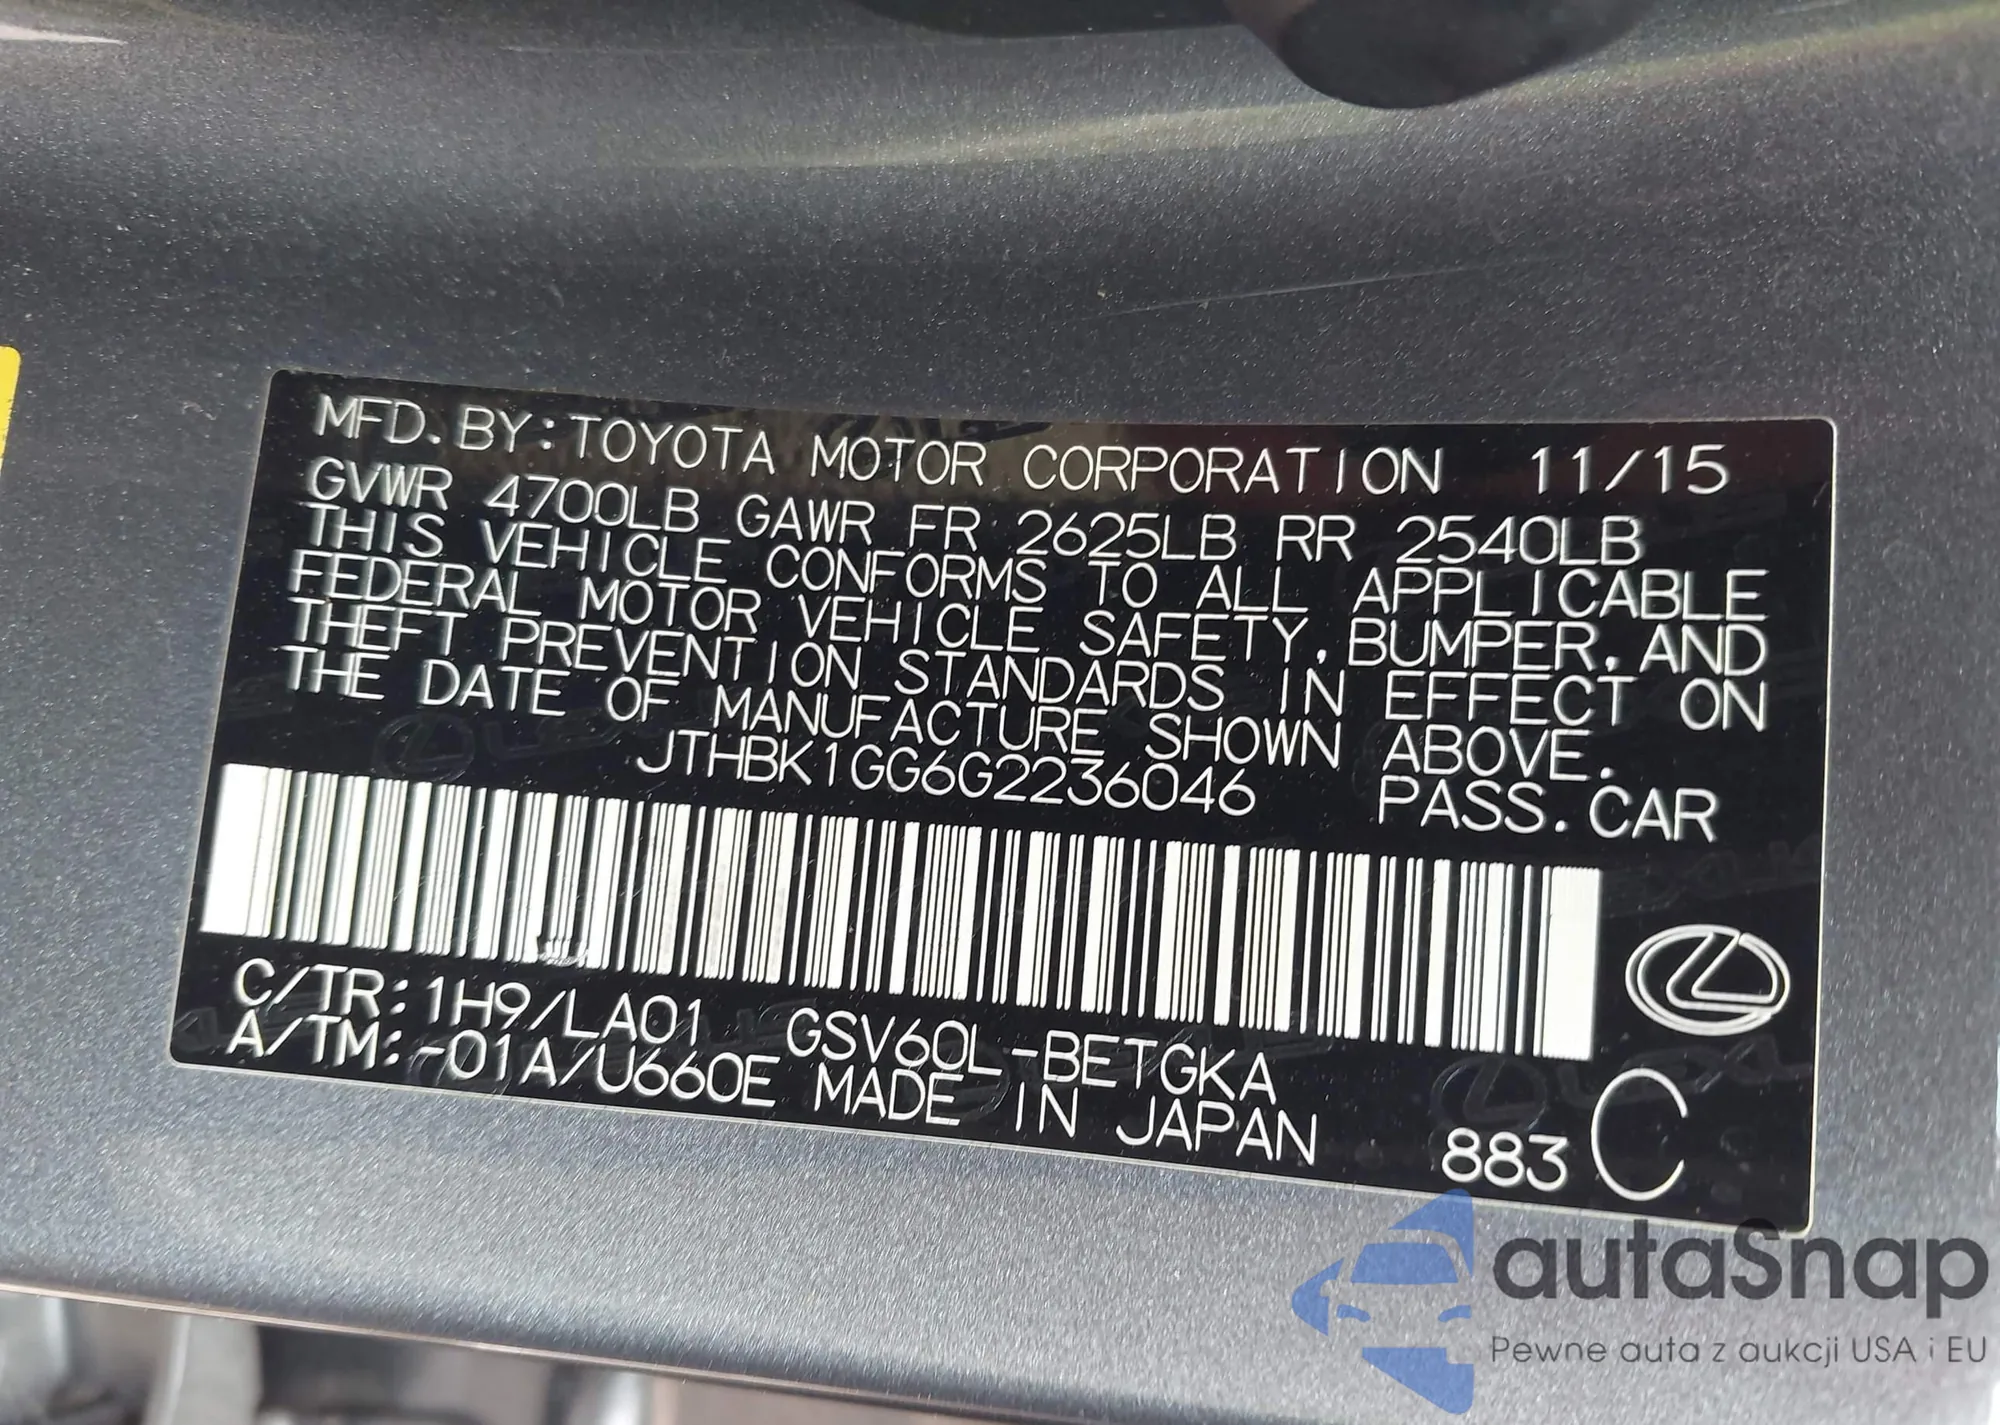 MFD. BY: TOYOTA MOTOR CORPORATION 11/15
GVWR 4700LB GAWR FR 2625LB RR 2540LB
THIS VEHICLE CONFORMS TO ALL APPLICABLE
FEDERAL MOTOR VEHICLE SAFETY, BUMPER, AND
THEFT PREVENTION STANDARDS IN EFFECT ON
THE DATE OF MANUFACTURE SHOWN ABOVE.
JTHBK1GG6G2236046 PASS. CAR
C/TR: 1H9/LA01 GSV60L-BETGKA
A/TM: -01A/U660E MADE IN JAPAN
883 C
autaSnap
Pewne auta z aukcji USA i EU